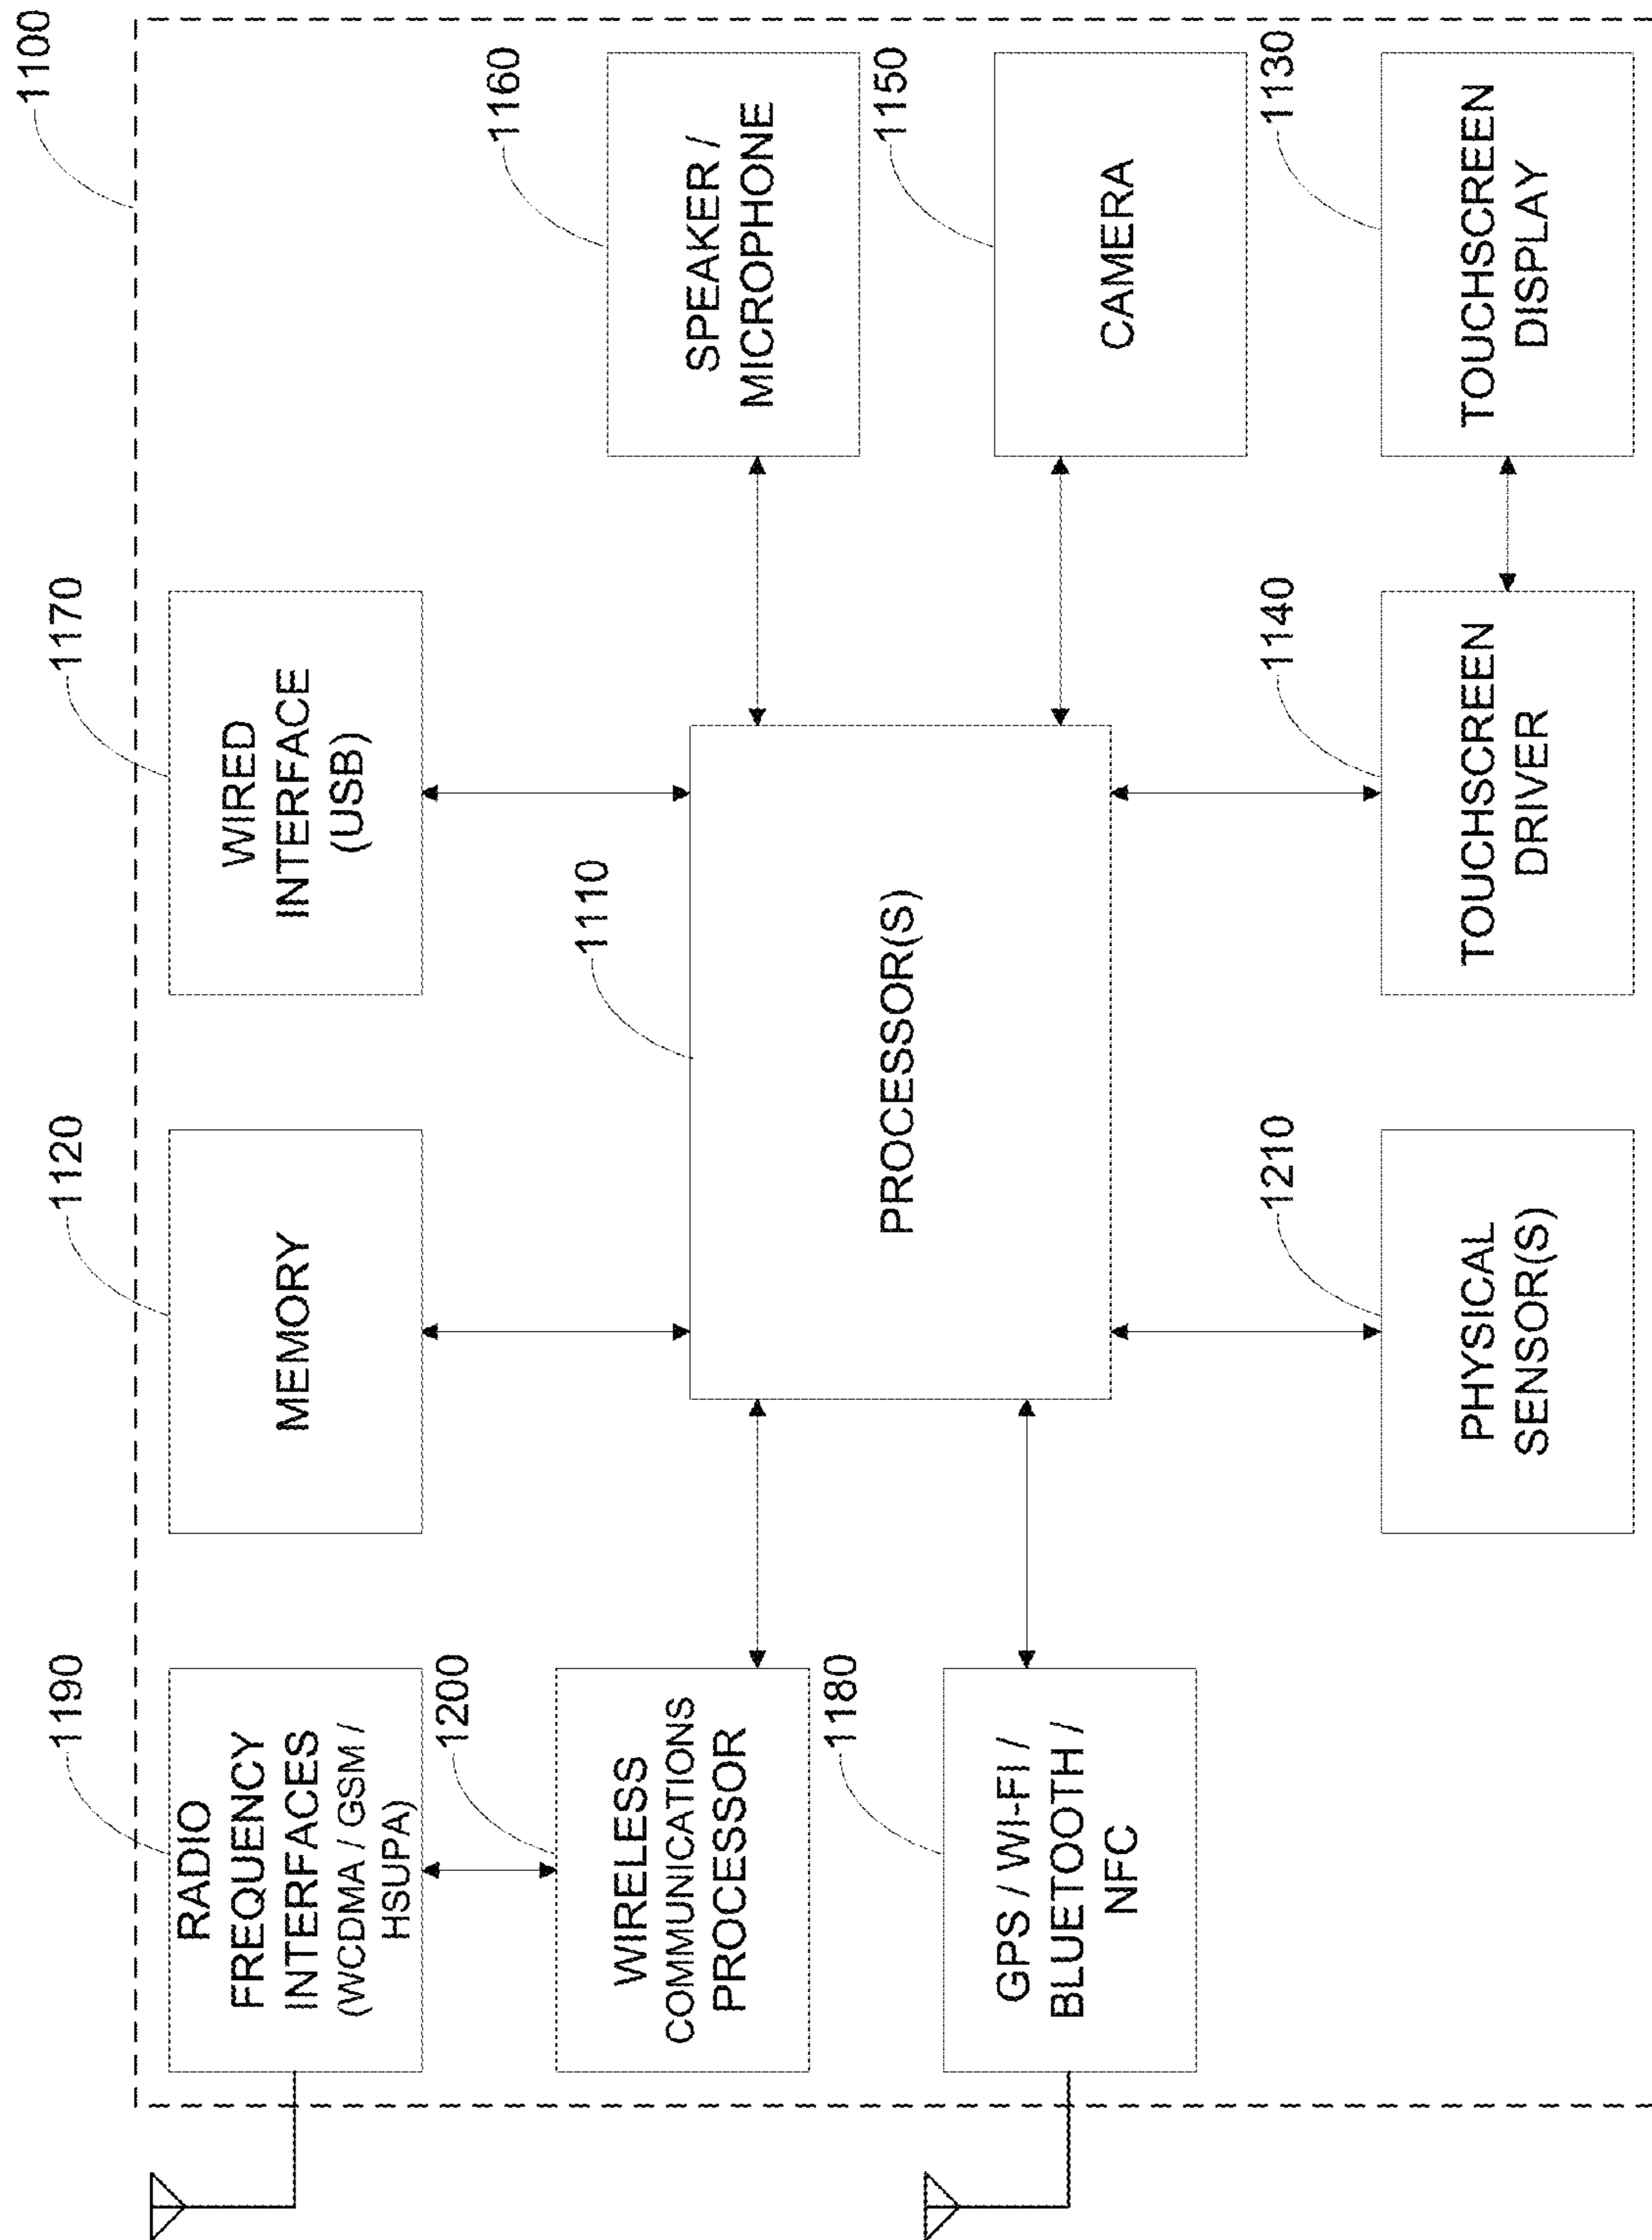 1100
1190
RADIO
FREQUENCY
INTERFACES
(WCDMA / GSM /
HSUPA)
1120
MEMORY
1170
WIRED
INTERFACE
(USB)
1200
WIRELESS
COMMUNICATIONS
PROCESSOR
1160
SPEAKER /
MICROPHONE
1110
PROCESSOR(S)
1180
GPS / WI-FI /
BLUETOOTH /
NFC
1150
CAMERA
1210
PHYSICAL
SENSOR(S)
1140
TOUCHSCREEN
DRIVER
1130
TOUCHSCREEN
DISPLAY